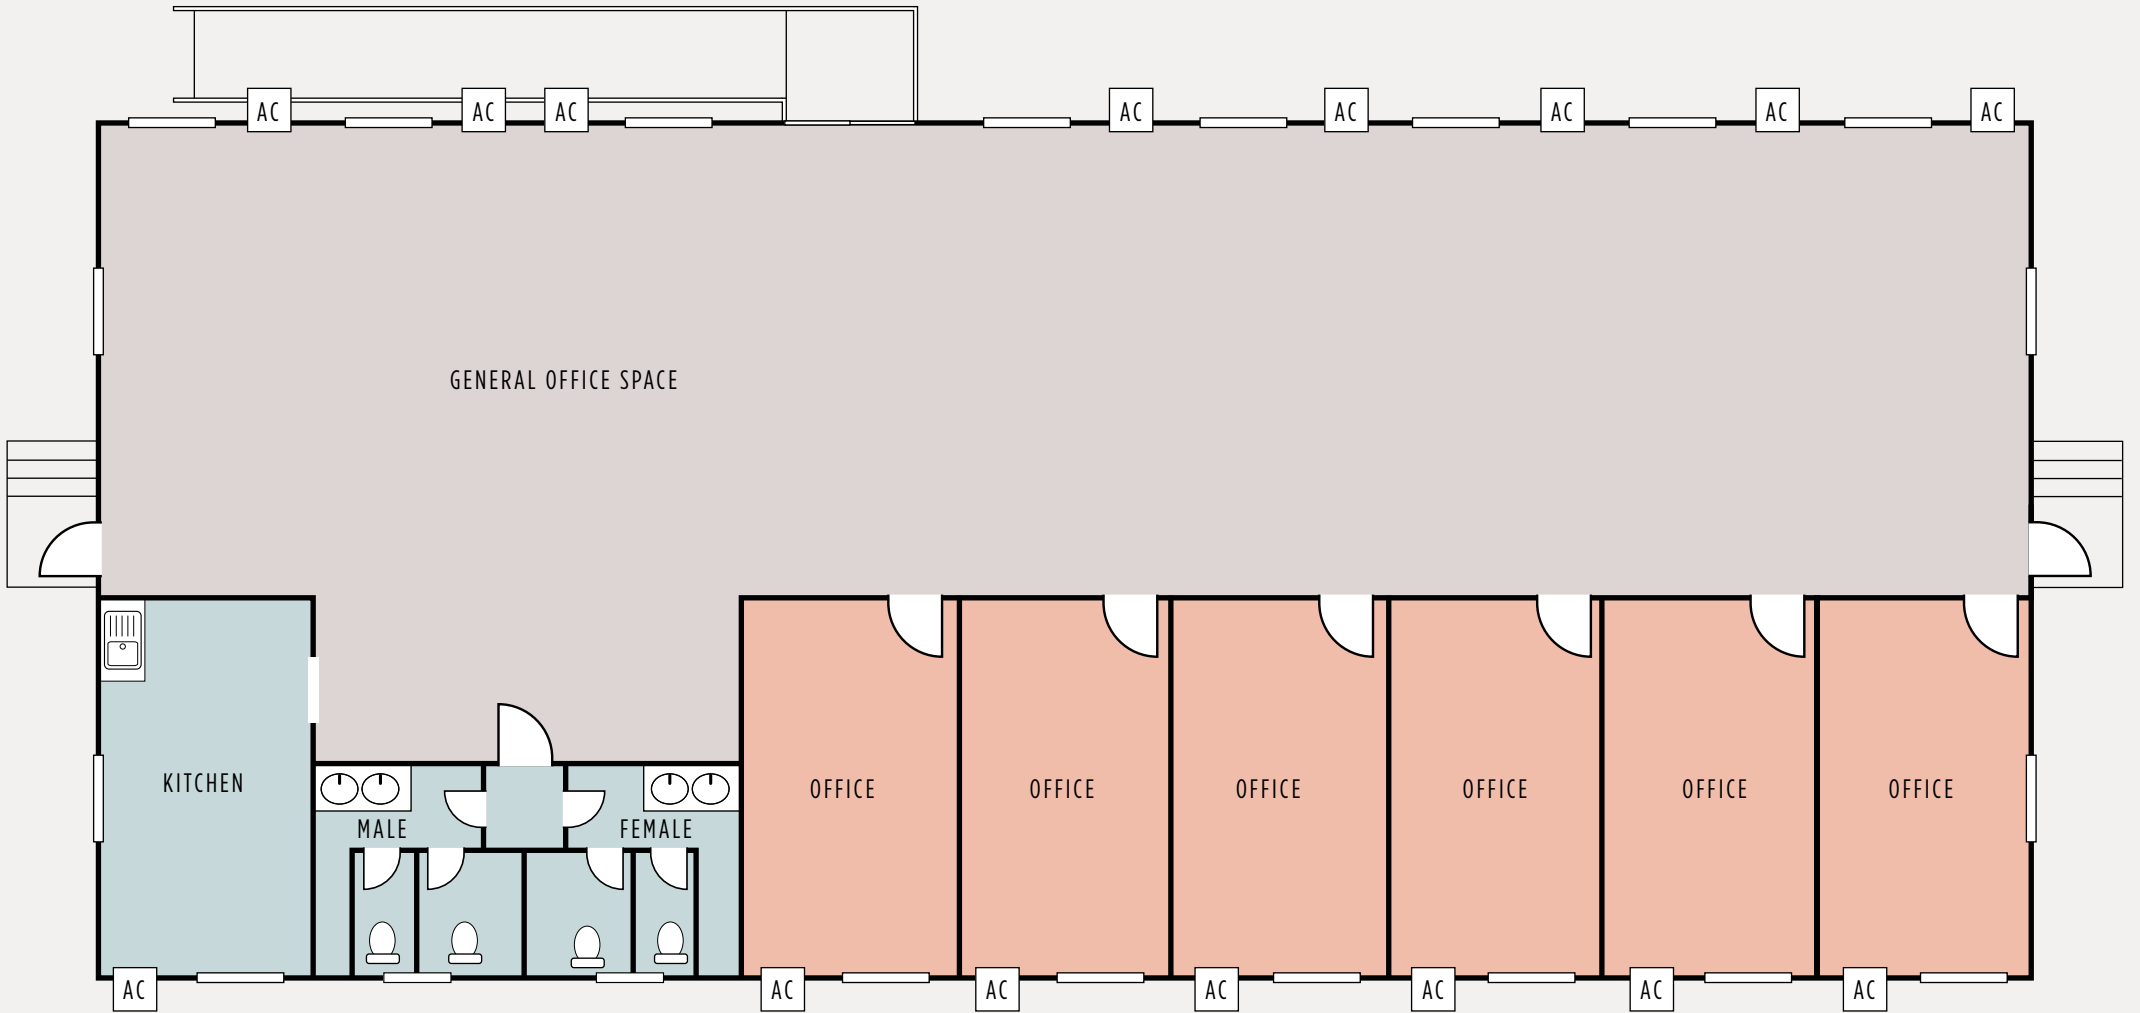 AC AC AC AC AC AC AC AC
GENERAL OFFICE SPACE
KITCHEN
MALE
FEMALE
OFFICE OFFICE OFFICE OFFICE OFFICE OFFICE
AC AC AC AC AC AC AC